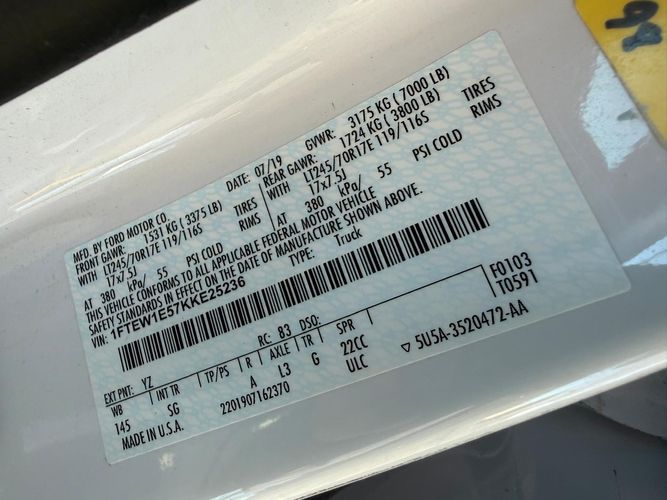 MFD. BY FORD MOTOR CO. DATE: 07/19 GVWR: 3175 KG ( 7000 LB)
FRONT GAWR: 1531 KG ( 3375 LB) REAR GAWR: 1724 KG ( 3800 LB)
WITH LT245/70R17E 119/116S TIRES WITH LT245/70R17E 119/116S TIRES
17x7.5J RIMS 17x7.5J RIMS
AT 380 kPa/ 55 PSI COLD AT 380 kPa/ 55 PSI COLD
THIS VEHICLE CONFORMS TO ALL APPLICABLE FEDERAL MOTOR VEHICLE
SAFETY STANDARDS IN EFFECT ON THE DATE OF MANUFACTURE SHOWN ABOVE.
VIN: 1FTEW1E57KKE25236 TYPE: Truck
F0103
T0591
EXT PNT: YZ RC: 83 DSO:
WB INT TR TP/PS R AXLE TR SPR
145 SG A L3 G 22CC
ULC
2201907162370
MADE IN U.S.A. ▽ 5U5A-3520472-AA